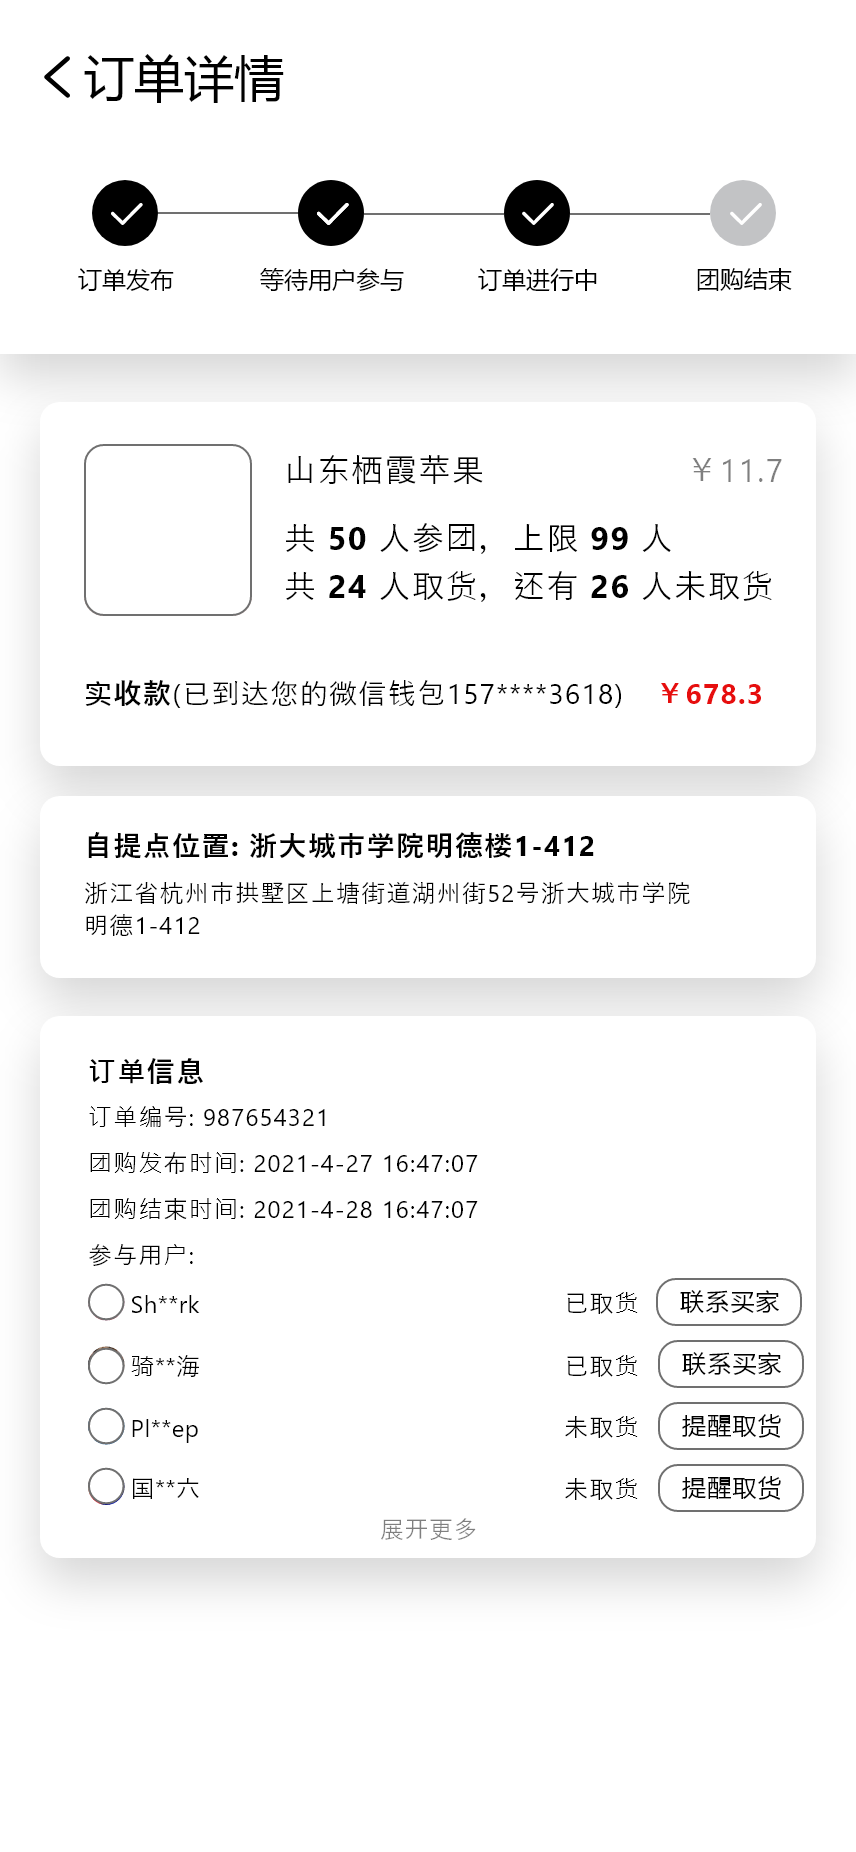 订单详情
订单发布 等待用户参与 订单进行中 团购结束
山东栖霞苹果 ￥11.7
共 50 人参团，上限 99 人
共 24 人取货，还有 26 人未取货
实收款(已到达您的微信钱包157****3618) ￥678.3
自提点位置: 浙大城市学院明德楼1-412
浙江省杭州市拱墅区上塘街道湖州街52号浙大城市学院
明德1-412
订单信息
订单编号: 987654321
团购发布时间: 2021-4-27 16:47:07
团购结束时间: 2021-4-28 16:47:07
参与用户:
Sh**rk 已取货 联系买家
骑**海 已取货 联系买家
Pl**ep 未取货 提醒取货
国**六 未取货 提醒取货
展开更多